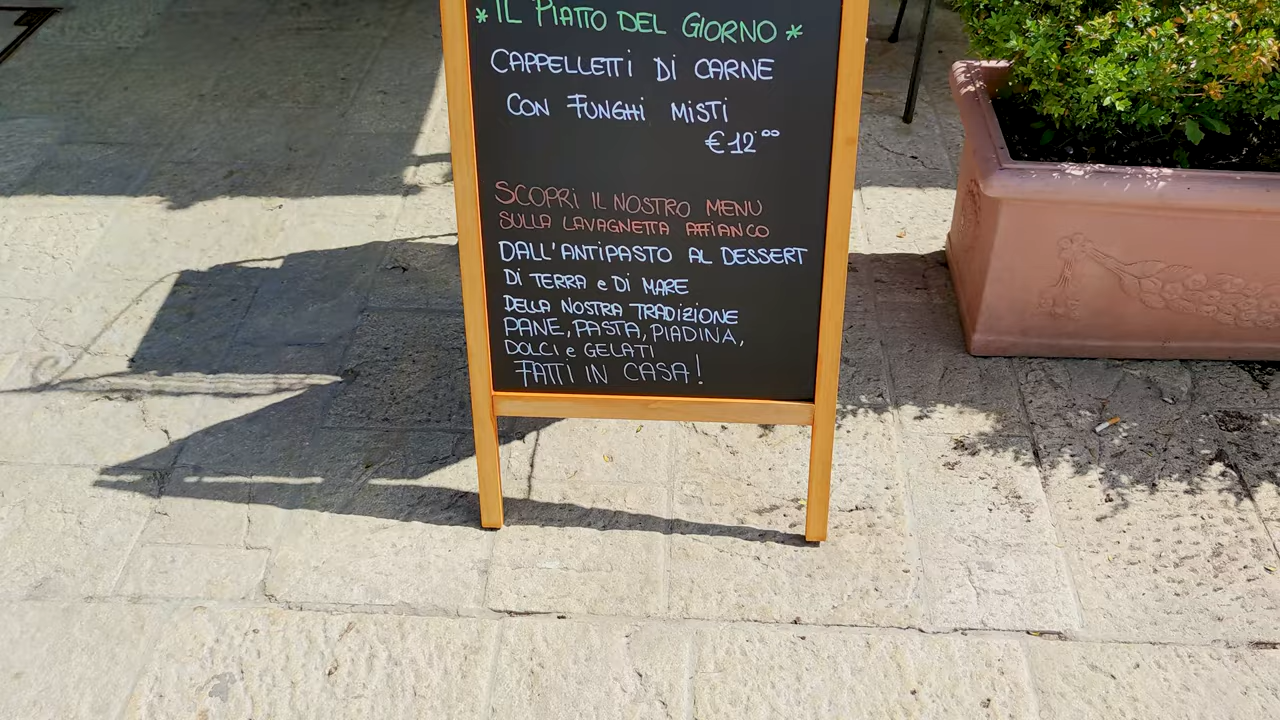 * IL PIATTO DEL GIORNO *
CAPPELLETTI DI CARNE
CON FUNGHI MISTI
€12.00
SCOPRI IL NOSTRO MENU
SULLA LAVAGNETTA AFFIANCO
DALL'ANTIPASTO AL DESSERT
DI TERRA e DI MARE
DELLA NOSTRA TRADIZIONE
PANE, PASTA, PIADINA,
DOLCI e GELATI
FATTI IN CASA!